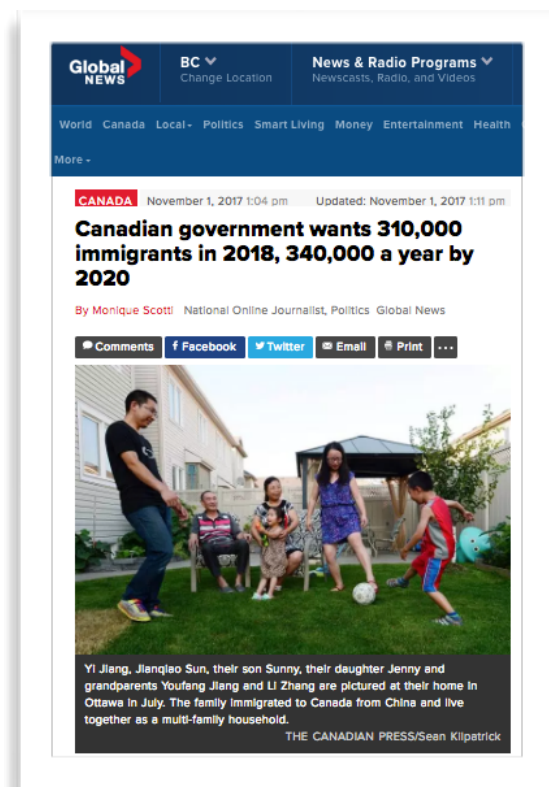 Global
NEWS
BC
Change Location
News & Radio Programs
Newscasts, Radio, and Videos
World Canada Local Politics Smart Living Money Entertainment Health
More
CANADA November 1, 2017 1:04 pm Updated: November 1, 2017 1:11 pm
Canadian government wants 310,000
immigrants in 2018, 340,000 a year by
2020
By Monique Scotti National Online Journalist, Politics Global News
Comments f Facebook Twitter Email Print ...
Yi Jiang, Jianqiao Sun, their son Sunny, their daughter Jenny and
grandparents Youfang Jiang and Li Zhang are pictured at their home in
Ottawa in July. The family immigrated to Canada from China and live
together as a multi-family household.
THE CANADIAN PRESS/Sean Kilpatrick